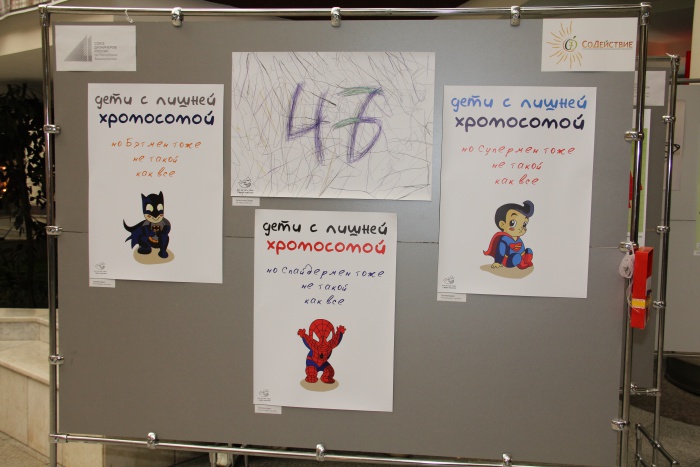 СоДействие
46
дети с лишней
хромосомой
но Бэтмен тоже
не такой
как все
дети с лишней
хромосомой
но Супермен тоже
не такой
как все
дети с лишней
хромосомой
но Спайдермен тоже
не такой
как все